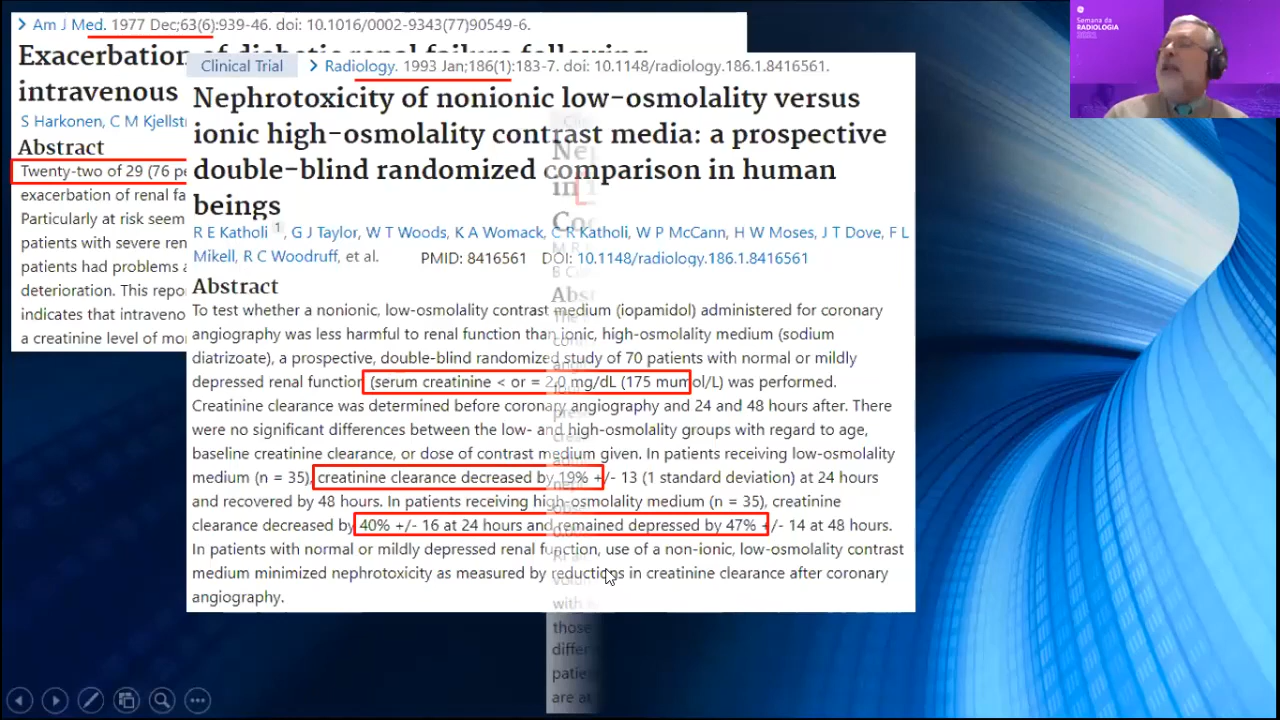 Am J Med. 1977 Dec;63(6):939-46. doi: 10.1016/0002-9343(77)90549-6.
Exacerbation of diabetic renal failure following
intravenous
S Harkonen, C M Kjellst
Abstract
Twenty-two of 29 (76 pe
exacerbation of renal fa
Particularly at risk seem
patients with severe ren
patients had problems a
deterioration. This repo
indicates that intraveno
a creatinine level of mo
Clinical Trial
Radiology. 1993 Jan;186(1):183-7. doi: 10.1148/radiology.186.1.8416561.
Nephrotoxicity of nonionic low-osmolality versus
ionic high-osmolality contrast media: a prospective
double-blind randomized comparison in human
beings
R E Katholi 1, G J Taylor, W T Woods, K A Womack, C R Katholi, W P McCann, H W Moses, J T Dove, F L
Mikell, R C Woodruff, et al.
PMID: 8416561 DOI: 10.1148/radiology.186.1.8416561
Abstract
To test whether a nonionic, low-osmolality contrast medium (iopamidol) administered for coronary
angiography was less harmful to renal function than ionic, high-osmolality medium (sodium
diatrizoate), a prospective, double-blind randomized study of 70 patients with normal or mildly
depressed renal function (serum creatinine < or = 2.0 mg/dL (175 mumol/L) was performed.
Creatinine clearance was determined before coronary angiography and 24 and 48 hours after. There
were no significant differences between the low- and high-osmolality groups with regard to age,
baseline creatinine clearance, or dose of contrast medium given. In patients receiving low-osmolality
medium (n = 35), creatinine clearance decreased by 19% +/- 13 (1 standard deviation) at 24 hours
and recovered by 48 hours. In patients receiving high-osmolality medium (n = 35), creatinine
clearance decreased by 40% +/- 16 at 24 hours and remained depressed by 47% +/- 14 at 48 hours.
In patients with normal or mildly depressed renal function, use of a non-ionic, low-osmolality contrast
medium minimized nephrotoxicity as measured by reductions in creatinine clearance after coronary
angiography.
with
those
differ
patie
are at
Semana da
RADIOLOGIA